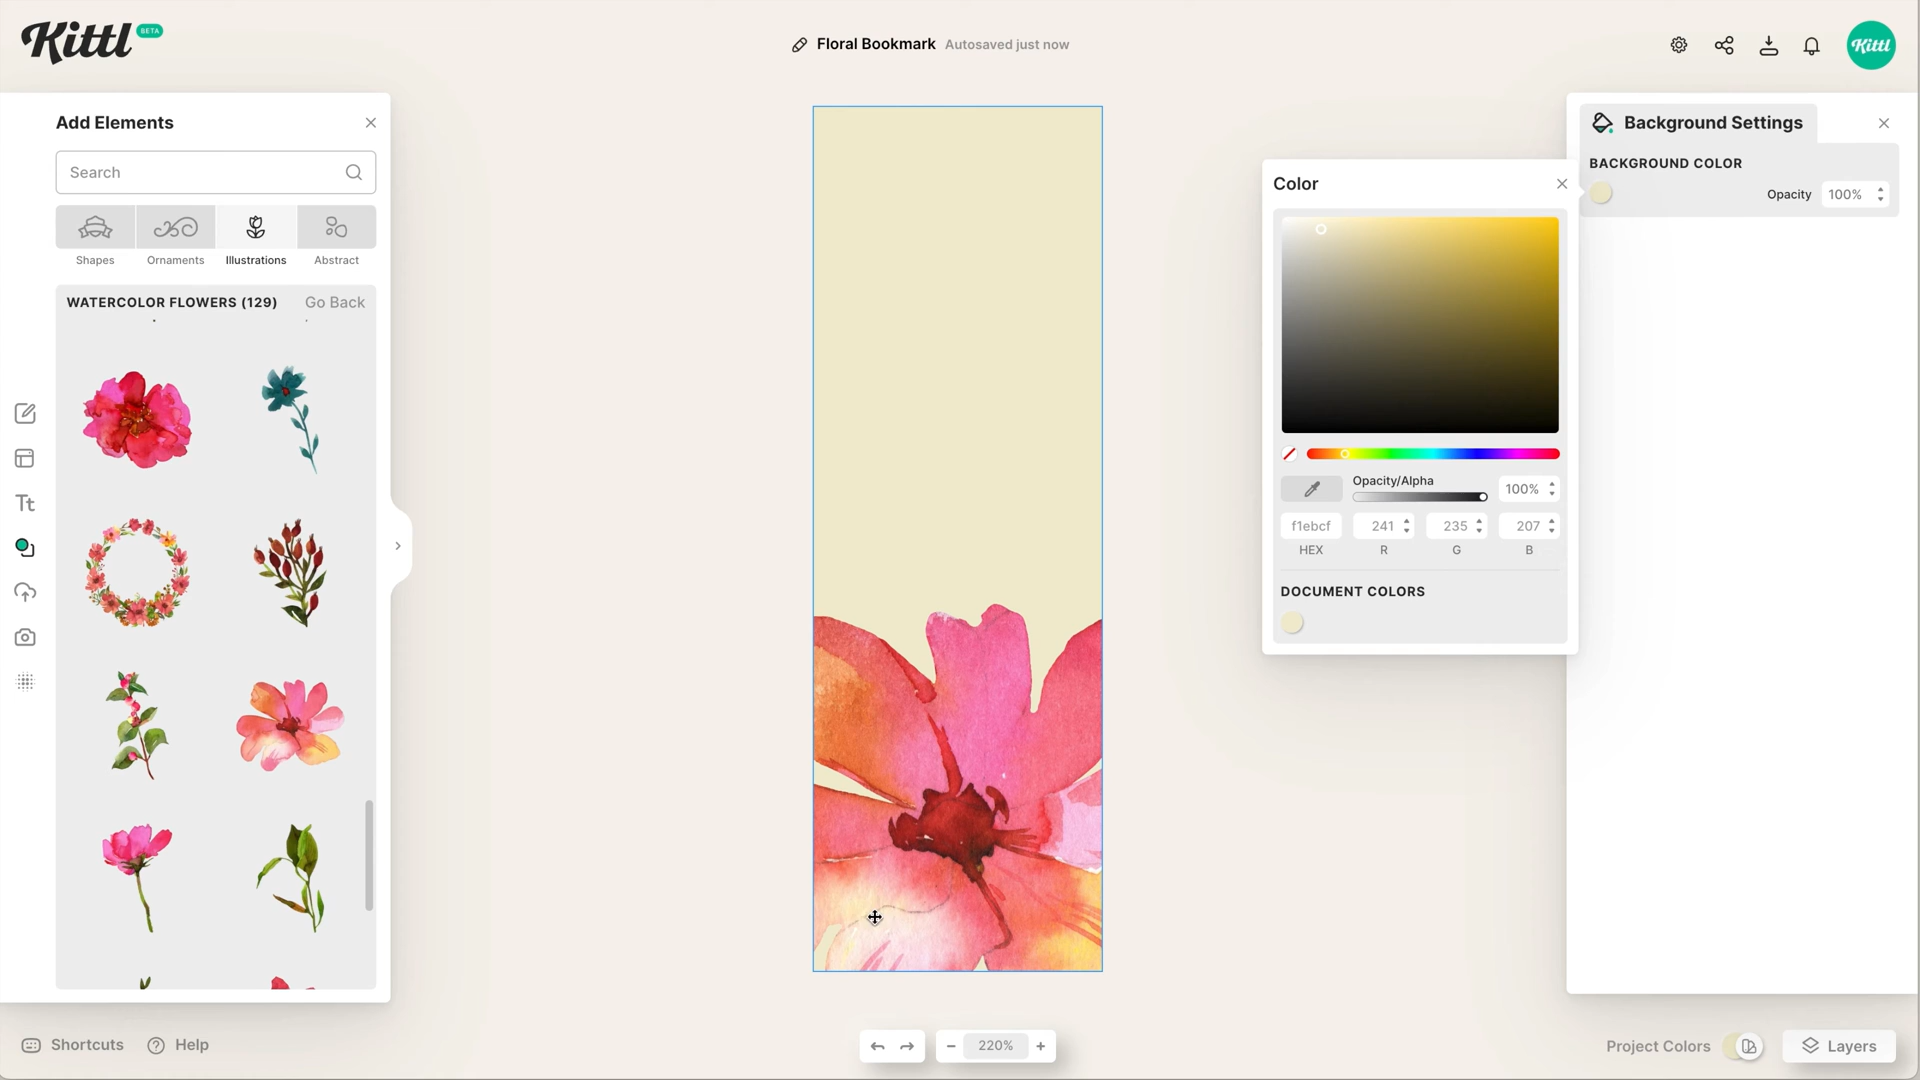 Kittl BETA
Floral Bookmark Autosaved just now
Kittl
Add Elements
Search
Shapes Ornaments Illustrations Abstract
WATERCOLOR FLOWERS (129) Go Back
Tt
Background Settings
BACKGROUND COLOR
Opacity 100%
Color
Opacity/Alpha
100%
f1ebcf 241 235 207
HEX R G B
DOCUMENT COLORS
Shortcuts Help
220%
Project Colors Layers